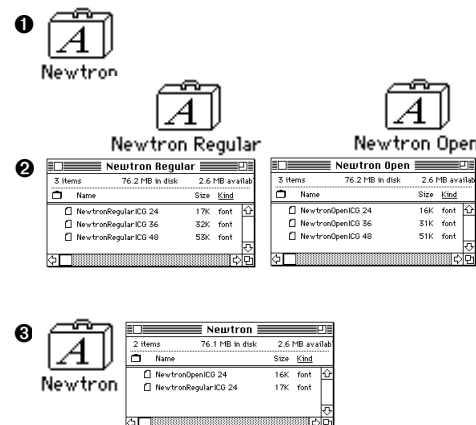 ❶
A
Newtron
A
Newtron Regular
A
Newtron Open
❷
Newtron Regular
3 items 76.2 MB in disk 2.6 MB availab
Name Size Kind
NewtronRegularICG 24 17K font
NewtronRegularICG 36 32K font
NewtronRegularICG 48 53K font
Newtron Open
3 items 76.2 MB in disk 2.6 MB availab
Name Size Kind
NewtronOpenICG 24 16K font
NewtronOpenICG 36 31K font
NewtronOpenICG 48 51K font
❸
A
Newtron
Newtron
2 items 76.1 MB in disk 2.6 MB availab
Name Size Kind
NewtronOpenICG 24 16K font
NewtronRegularICG 24 17K font